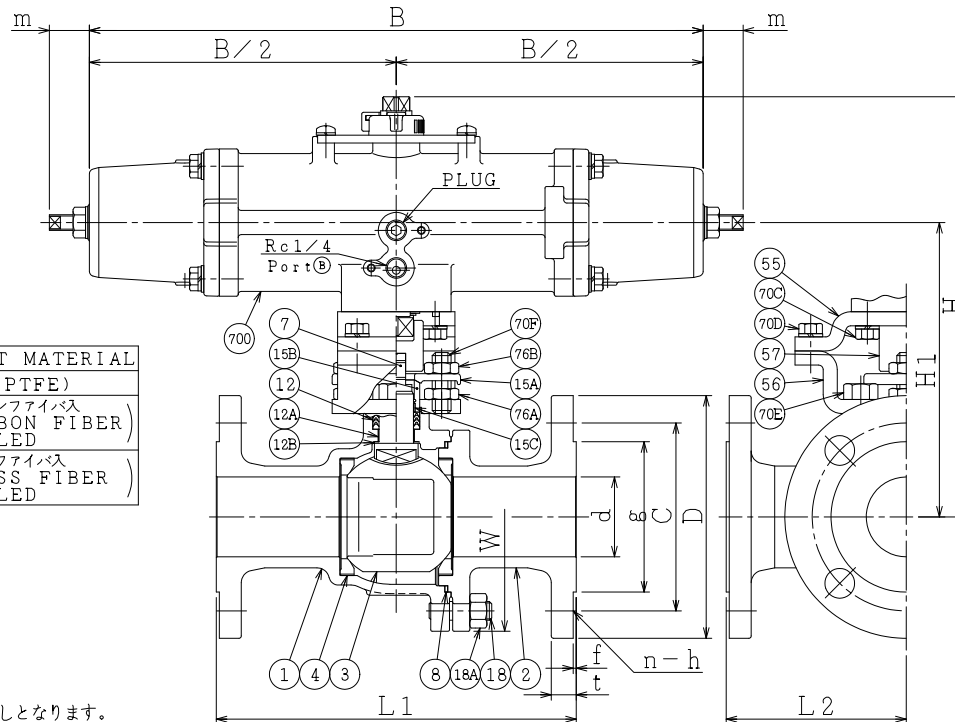 m
B
m
B/2
B/2
PLUG
Rc1/4
PortⒷ
55
70C
70D
57
56
70E
H
H1
700
7
15B
12
12A
12B
70F
76B
15A
76A
15C
T MATERIAL
PTFE)
ンファイバ入
BON FIBER
LED
ファイバ入
SS FIBER
LED
W
d
g
C
D
1
4
3
8
18A
18
2
f
t
n-h
L1
L2
しとなります。